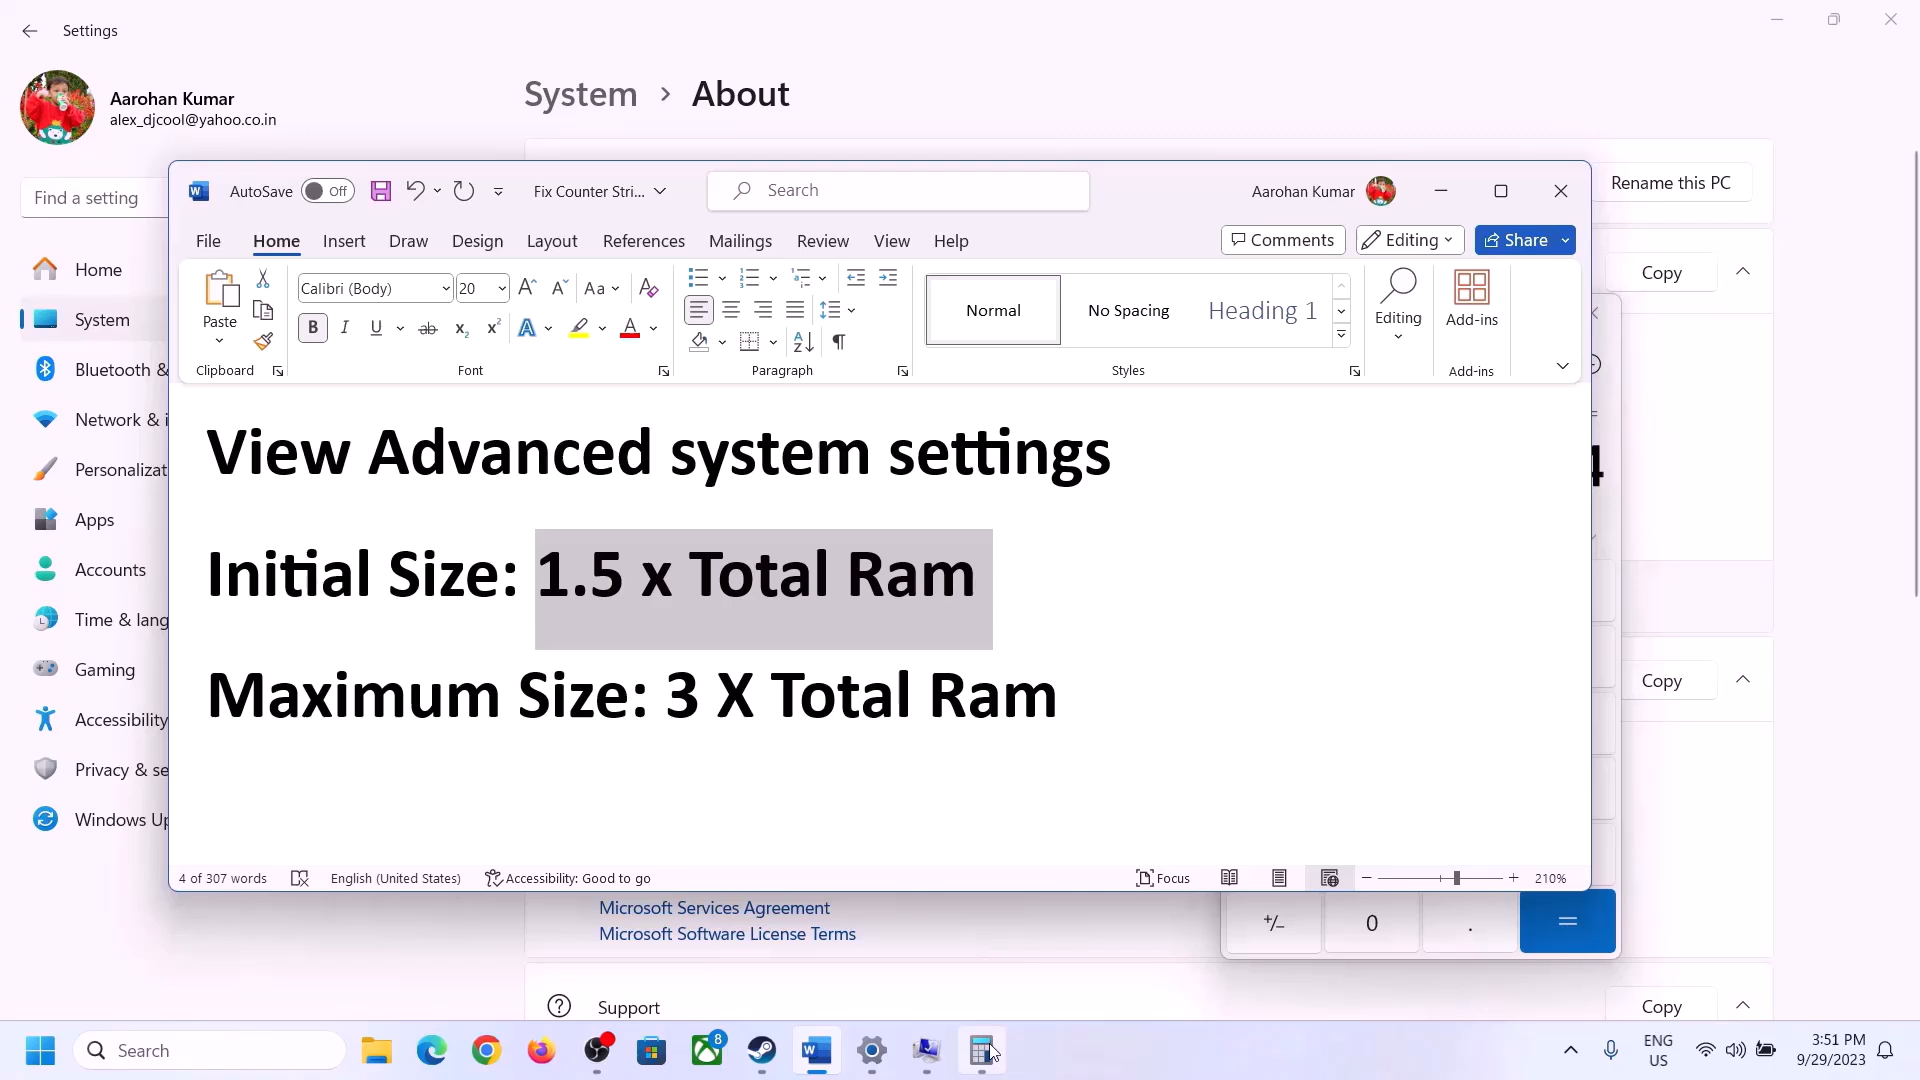 Settings
Aarohan Kumar
alex_djcool@yahoo.co.in
Find a setting
Home
System
Bluetooth &
Network & i
Personalizat
Apps
Accounts
Time & lang
Gaming
Accessibility
Privacy & se
Windows Up
System > About
Rename this PC
Copy
Copy
AutoSave Off
Fix Counter Stri...
Search
Aarohan Kumar
File Home Insert Draw Design Layout References Mailings Review View Help
Comments Editing Share
Paste
Calibri (Body) 20
Aa
B I U ab x₂ x² A A
Normal No Spacing Heading 1
Editing
Add-ins
Clipboard Font Paragraph Styles Add-ins
View Advanced system settings
Initial Size: 1.5 x Total Ram
Maximum Size: 3 X Total Ram
4 of 307 words English (United States) Accessibility: Good to go Focus 210%
4
+/- 0 . =
Microsoft Services Agreement
Microsoft Software License Terms
Support
Copy
Search
8
ENG
US
3:51 PM
9/29/2023